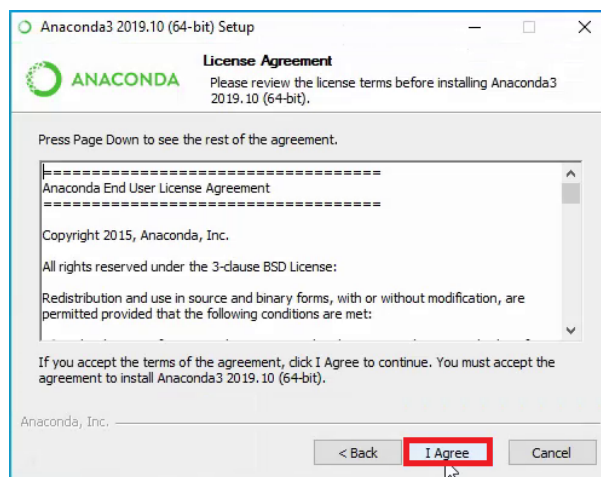 Anaconda3 2019.10 (64-bit) Setup
License Agreement
ANACONDA
Please review the license terms before installing Anaconda3
2019.10 (64-bit).
Press Page Down to see the rest of the agreement.
===================================
Anaconda End User License Agreement
===================================
Copyright 2015, Anaconda, Inc.
All rights reserved under the 3-clause BSD License:
Redistribution and use in source and binary forms, with or without modification, are
permitted provided that the following conditions are met:
If you accept the terms of the agreement, click I Agree to continue. You must accept the
agreement to install Anaconda3 2019.10 (64-bit).
Anaconda, Inc.
< Back
I Agree
Cancel